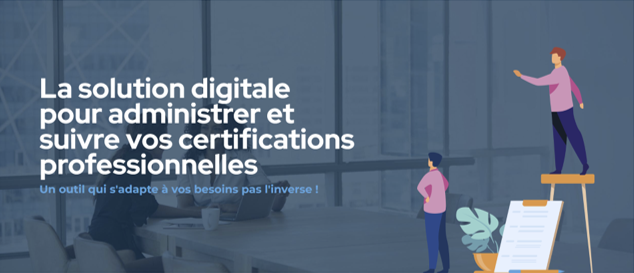 La solution digitale
pour administrer et
suivre vos certifications
professionnelles
Un outil qui s'adapte à vos besoins pas l'inverse !